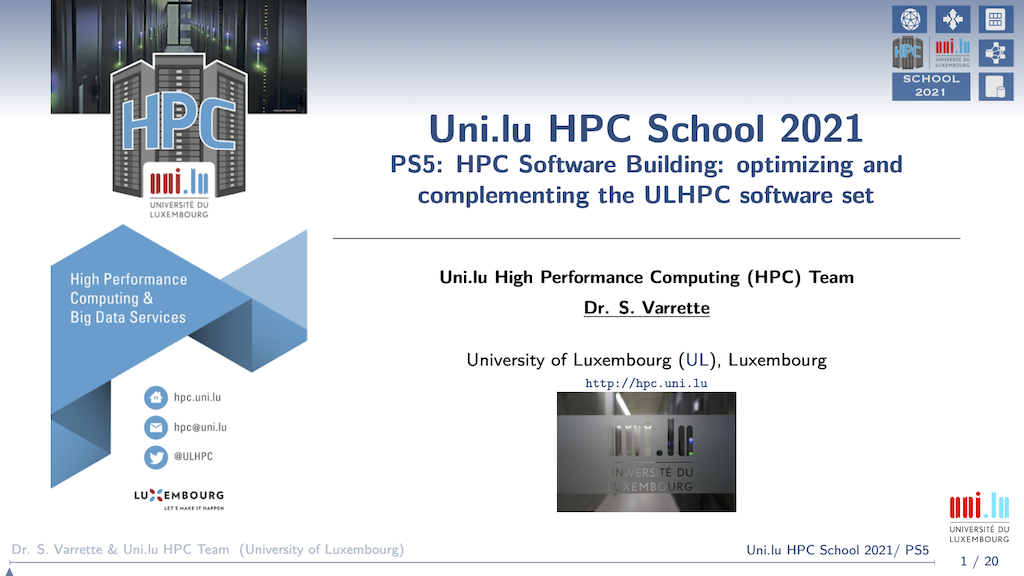 HPC
uni.lu
UNIVERSITÉ DU
LUXEMBOURG
High Performance
Computing &
Big Data Services
hpc.uni.lu
hpc@uni.lu
@ULHPC
LUXEMBOURG
LET'S MAKE IT HAPPEN
HPC
uni.lu
UNIVERSITÉ DU
LUXEMBOURG
SCHOOL
2021
Uni.lu HPC School 2021
PS5: HPC Software Building: optimizing and
complementing the ULHPC software set
Uni.lu High Performance Computing (HPC) Team
Dr. S. Varrette
University of Luxembourg (UL), Luxembourg
http://hpc.uni.lu
uni.lu
UNIVERSITÉ DU
LUXEMBOURG
uni.lu
UNIVERSITÉ DU
LUXEMBOURG
Dr. S. Varrette & Uni.lu HPC Team (University of Luxembourg)
Uni.lu HPC School 2021/ PS5
1 / 20